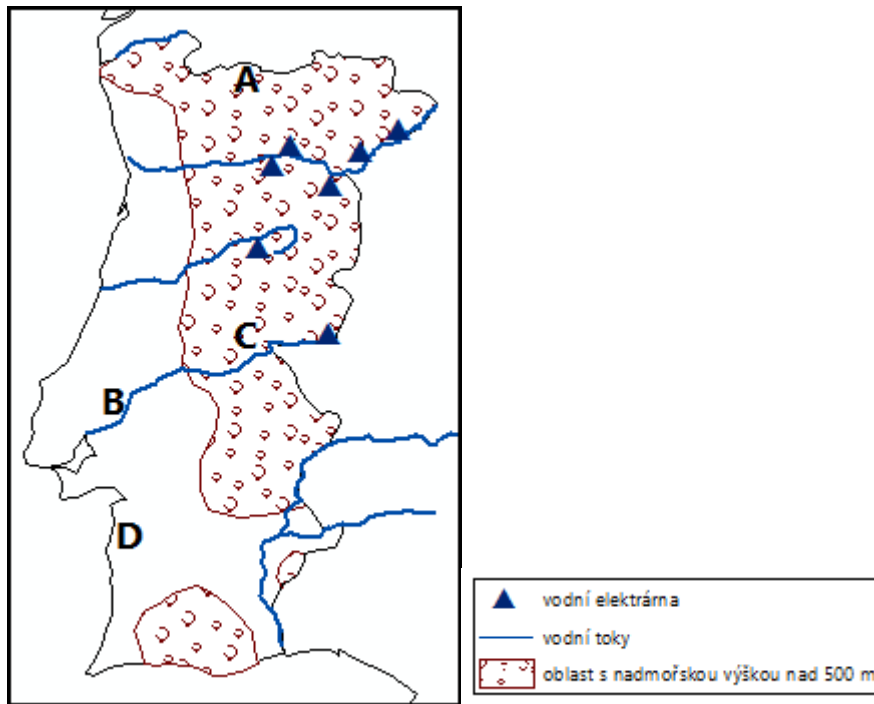 A
C
B
D
vodní elektrárna
vodní toky
oblast s nadmořskou výškou nad 500 m